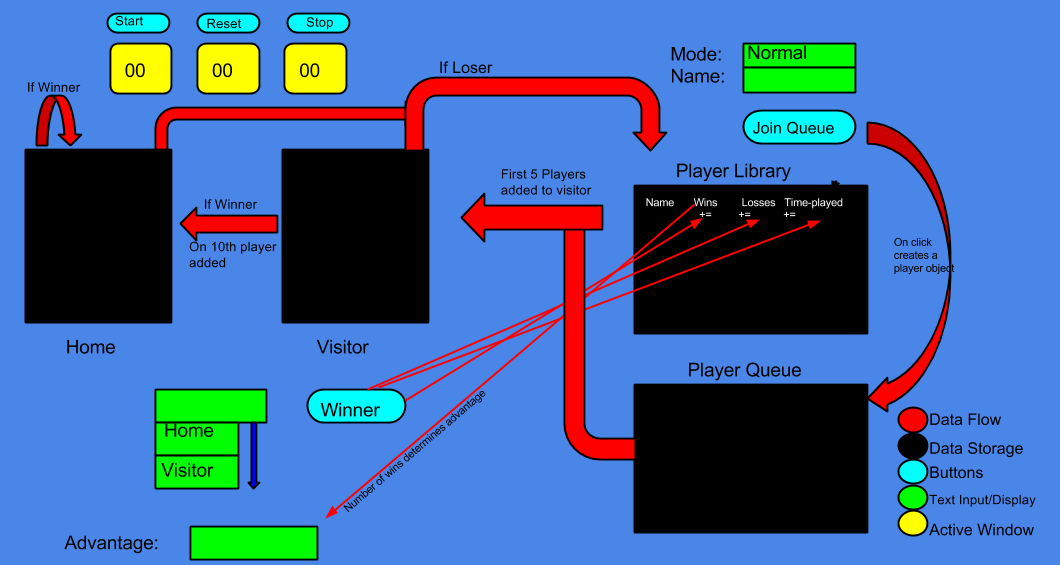 Start
Reset
Stop
00
00
00
If Winner
If Loser
Mode:
Normal
Name:
Join Queue
Player Library
First 5 Players
added to visitor
Name Wins Losses Time-played
+= += +=
If Winner
On 10th player
added
On click
creates a
player object
Home
Visitor
Player Queue
Winner
Home
Visitor
Number of wins determines advantage
Advantage:
Data Flow
Data Storage
Buttons
Text Input/Display
Active Window